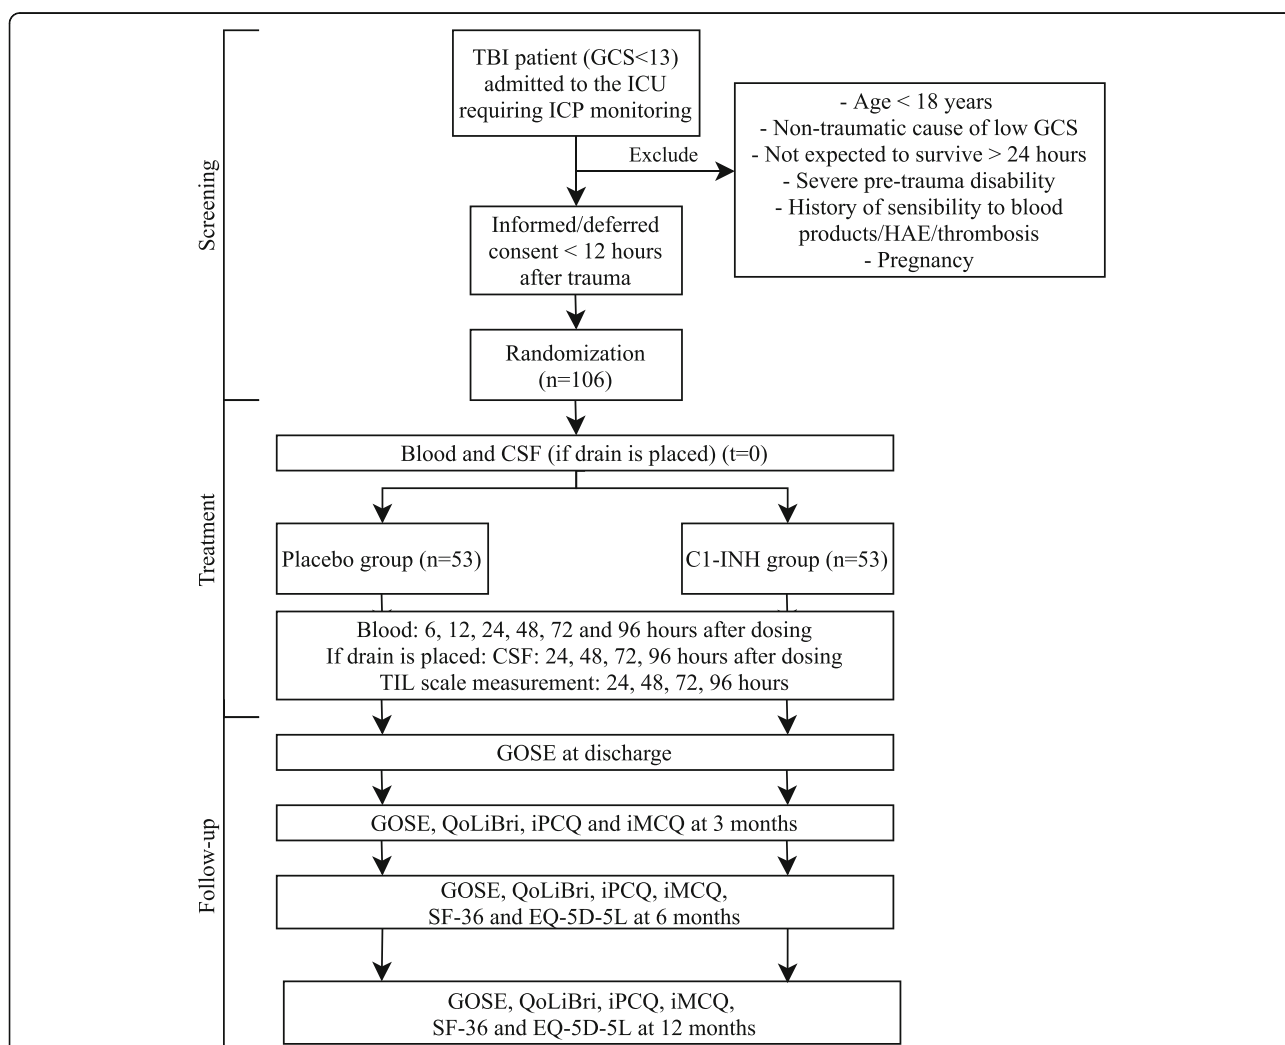 Screening
TBI patient (GCS<13)
admitted to the ICU
requiring ICP monitoring
Exclude
- Age < 18 years
- Non-traumatic cause of low GCS
- Not expected to survive > 24 hours
- Severe pre-trauma disability
- History of sensibility to blood
products/HAE/thrombosis
- Pregnancy
Informed/deferred
consent < 12 hours
after trauma
Randomization
(n=106)
Treatment
Blood and CSF (if drain is placed) (t=0)
Placebo group (n=53)
C1-INH group (n=53)
Blood: 6, 12, 24, 48, 72 and 96 hours after dosing
If drain is placed: CSF: 24, 48, 72, 96 hours after dosing
TIL scale measurement: 24, 48, 72, 96 hours
Follow-up
GOSE at discharge
GOSE, QoLiBri, iPCQ and iMCQ at 3 months
GOSE, QoLiBri, iPCQ, iMCQ,
SF-36 and EQ-5D-5L at 6 months
GOSE, QoLiBri, iPCQ, iMCQ,
SF-36 and EQ-5D-5L at 12 months